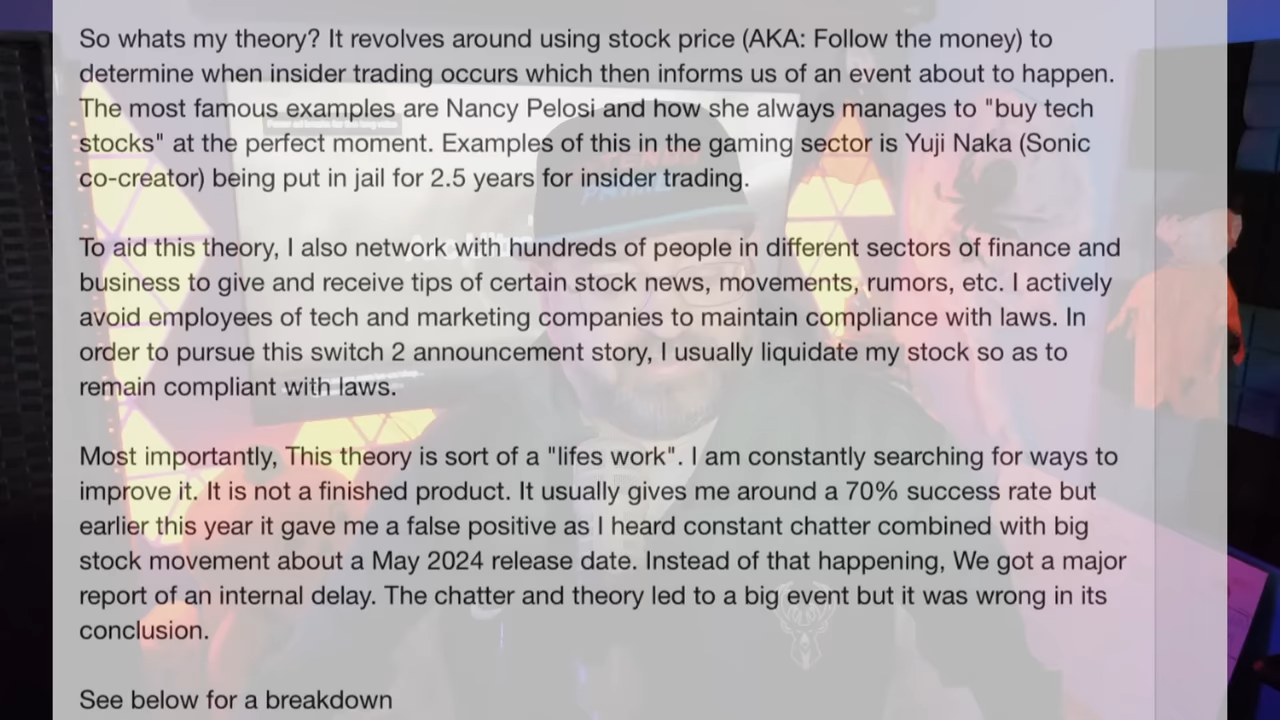 So whats my theory? It revolves around using stock price (AKA: Follow the money) to
determine when insider trading occurs which then informs us of an event about to happen.
The most famous examples are Nancy Pelosi and how she always manages to "buy tech
stocks" at the perfect moment. Examples of this in the gaming sector is Yuji Naka (Sonic
co-creator) being put in jail for 2.5 years for insider trading.
To aid this theory, I also network with hundreds of people in different sectors of finance and
business to give and receive tips of certain stock news, movements, rumors, etc. I actively
avoid employees of tech and marketing companies to maintain compliance with laws. In
order to pursue this switch 2 announcement story, I usually liquidate my stock so as to
remain compliant with laws.
Most importantly, This theory is sort of a "lifes work". I am constantly searching for ways to
improve it. It is not a finished product. It usually gives me around a 70% success rate but
earlier this year it gave me a false positive as I heard constant chatter combined with big
stock movement about a May 2024 release date. Instead of that happening, We got a major
report of an internal delay. The chatter and theory led to a big event but it was wrong in its
conclusion.
See below for a breakdown